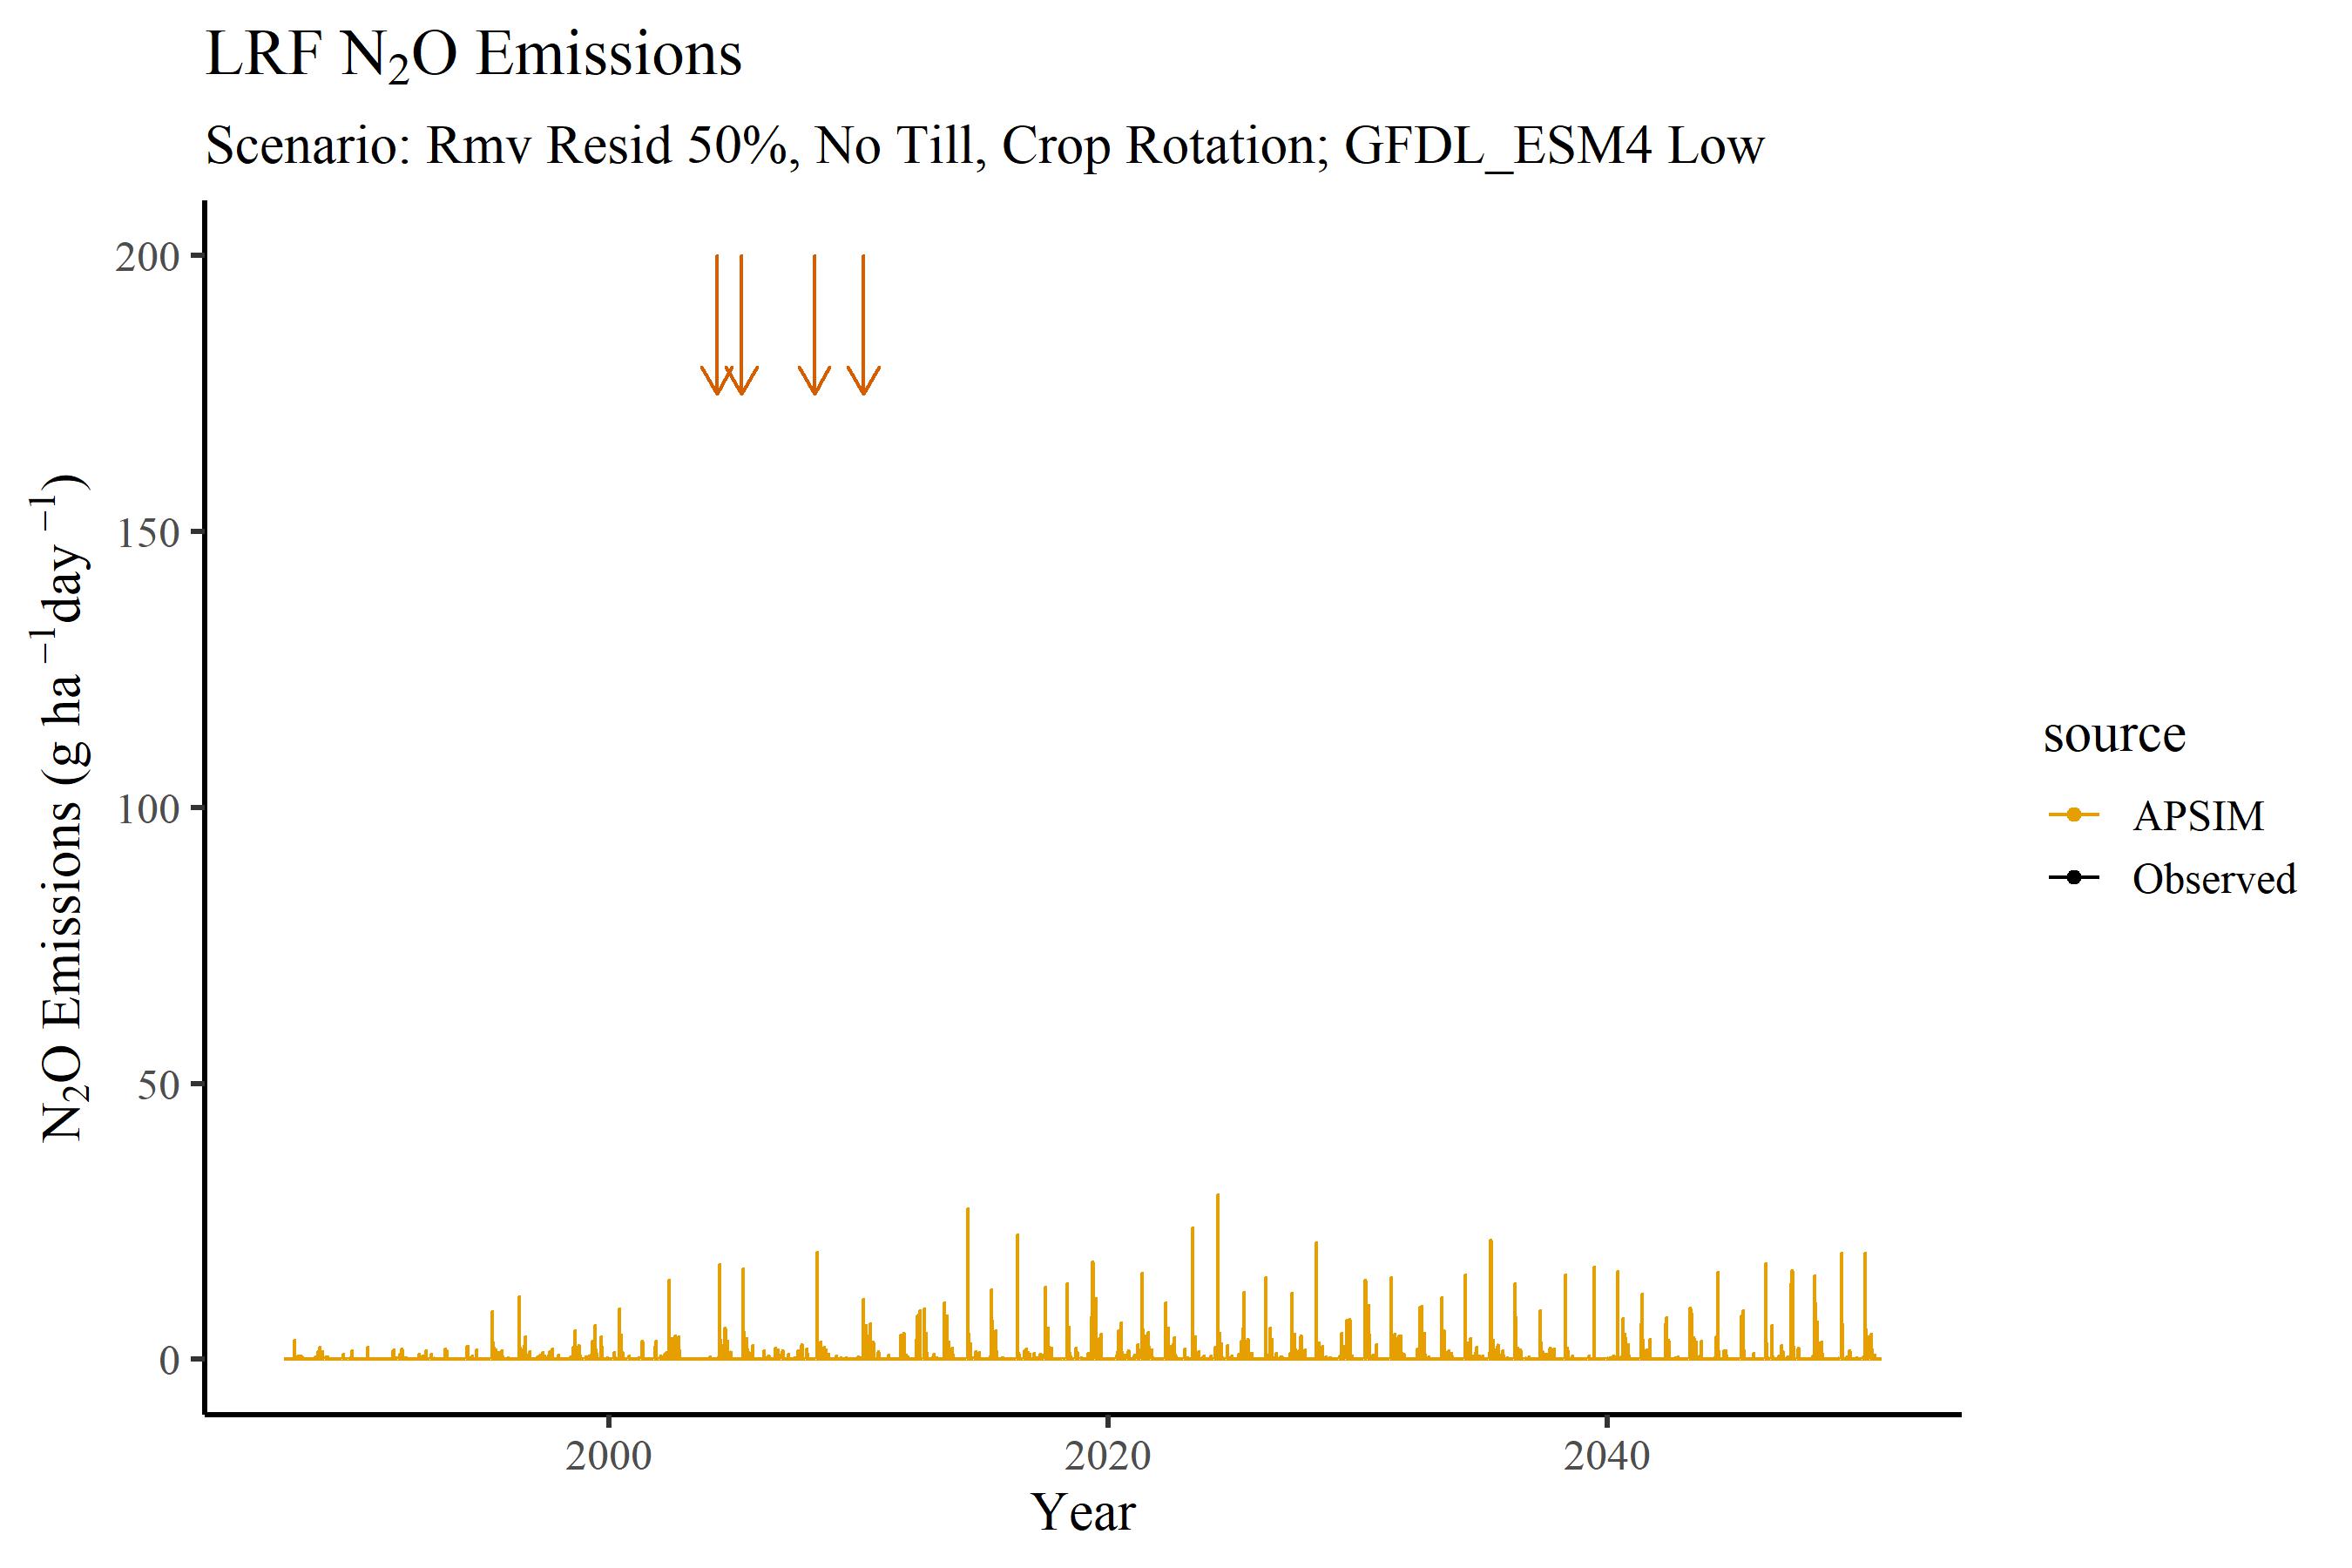 LRF N₂O Emissions
Scenario: Rmv Resid 50%, No Till, Crop Rotation; GFDL_ESM4 Low
N₂O Emissions (g ha ⁻¹day ⁻¹)
200
150
100
50
0
2000 2020 2040
Year
source
APSIM
Observed